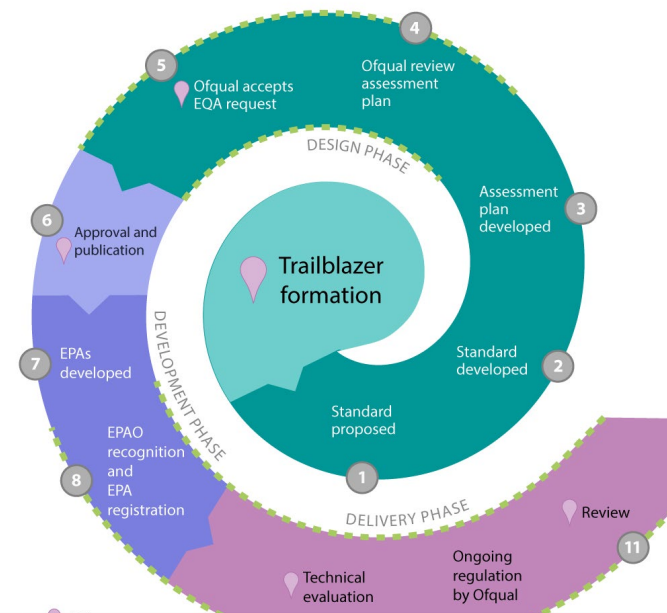 Trailblazer
formation
1
Standard
proposed
2
Standard
developed
3
Assessment
plan
developed
4
Ofqual review
assessment
plan
5
Ofqual accepts
EQA request
DESIGN PHASE
6
Approval and
publication
7
EPAs
developed
8
EPAO
recognition
and
EPA
registration
DEVELOPMENT PHASE
Technical
evaluation
Ongoing
regulation
by Ofqual
11
Review
DELIVERY PHASE